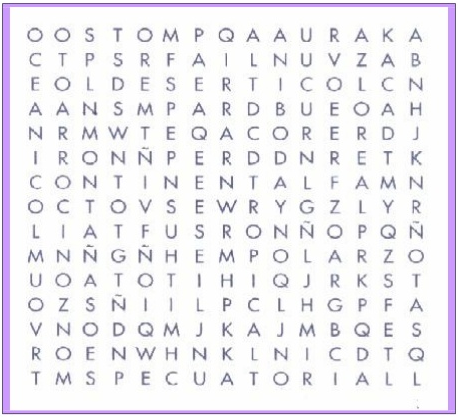 O O S T O M P Q A A U R A K A
C T P S R F A I L N U V Z A B
E O L D E S E R T I C O L C N
A A N S M P A R D B U E O A H
N R M W T E Q A C O R E R D J
I R O N Ñ P E R D D N R E T K
C O N T I N E N T A L F A M N
O C T O V S E W R Y G Z L Y R
L I A T F U S R O N Ñ O P Q Ñ
M N Ñ G Ñ H E M P O L A R Z O
U O A T O T I H I Q J R K S T
O Z S Ñ I I L P C L H G P F A
V N O D Q M J K A J M B Q E S
R O E N W H N K L N I C D T Q
T M S P E C U A T O R I A L L